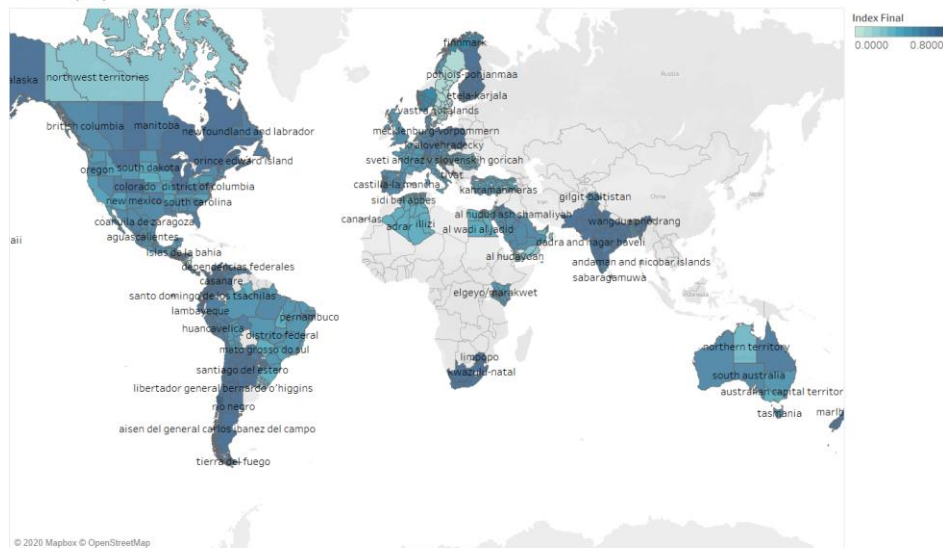 Index Final
0.0000 0.8000
Russia
China
Iran
finnmark
alaska
northwest territories
pohjois-pohjanmaa
etela-karjala
vastra gotalands
british columbia
manitoba
newfoundland and labrador
mecklenburg-vorpommern
kralovehradecky
prince edward island
oregon
south dakota
sveti andraz v slovenskih goricah
tivat
colorado
district of columbia
castilla-la mancha
kahramanmaras
new mexico
south carolina
sidi bel abbes
gilgit-baltistan
coahuila de zaragoza
canarias
adrar
illizi
al hudud ash shamaliyah
al wadi al jadid
wangdue phodrang
aguascalientes
dadra and nagar haveli
aii
islas de la bahia
al hudaydah
andaman and nicobar islands
dependencias federales
sabaragamuwa
casanare
santo domingo de los tsachilas
elgeyo/marakwet
lambayeque
pernambuco
huancavelica
distrito federal
mato grosso do sul
limpopo
northern territory
santiago del estero
kwazulu-natal
south australia
libertador general bernardo o'higgins
australian capital territor
rio negro
tasmania
marlb
aisen del general carlos ibanez del campo
tierra del fuego
© 2020 Mapbox © OpenStreetMap